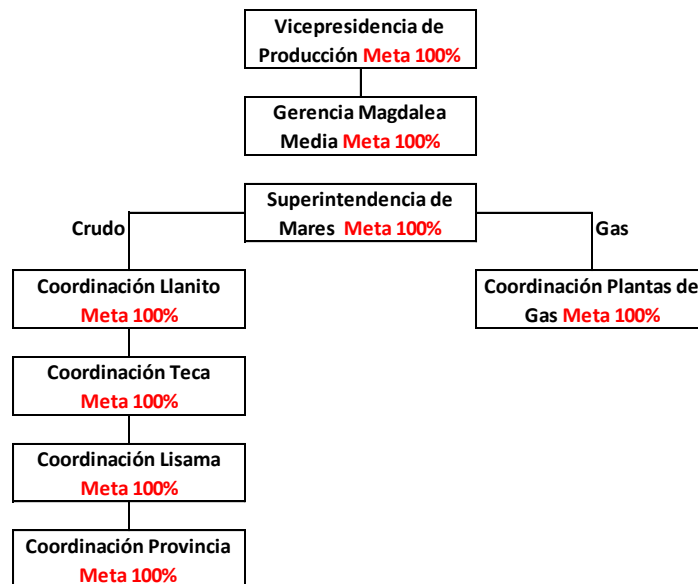 Vicepresidencia de
Producción Meta 100%
Gerencia Magdalea
Media Meta 100%
Superintendencia de
Mares Meta 100%
Crudo
Gas
Coordinación Llanito
Meta 100%
Coordinación Plantas de
Gas Meta 100%
Coordinación Teca
Meta 100%
Coordinación Lisama
Meta 100%
Coordinación Provincia
Meta 100%